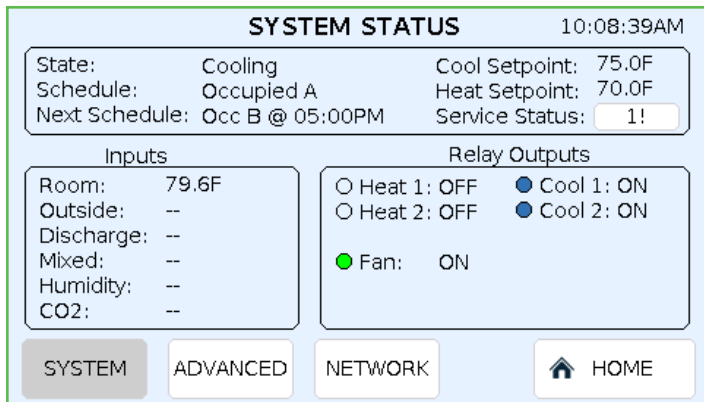 SYSTEM STATUS 10:08:39AM
State: Cooling Cool Setpoint: 75.0F
Schedule: Occupied A Heat Setpoint: 70.0F
Next Schedule: Occ B @ 05:00PM Service Status: 1!
Inputs
Room: 79.6F
Outside: --
Discharge: --
Mixed: --
Humidity: --
CO2: --
Relay Outputs
Heat 1: OFF Cool 1: ON
Heat 2: OFF Cool 2: ON
Fan: ON
SYSTEM ADVANCED NETWORK HOME